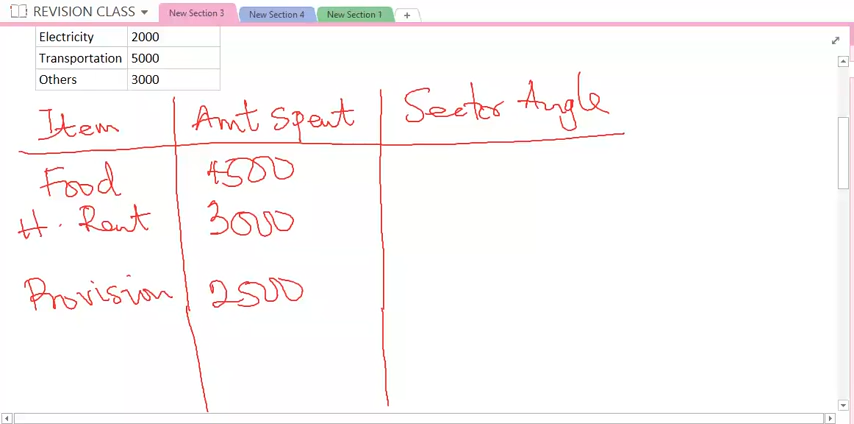 REVISION CLASS
New Section 3
New Section 4
New Section 1
+
Electricity 2000
Transportation 5000
Others 3000
Item Amt Spent Sector Angle
Food 4500
H. Rent 3000
Provision 2500